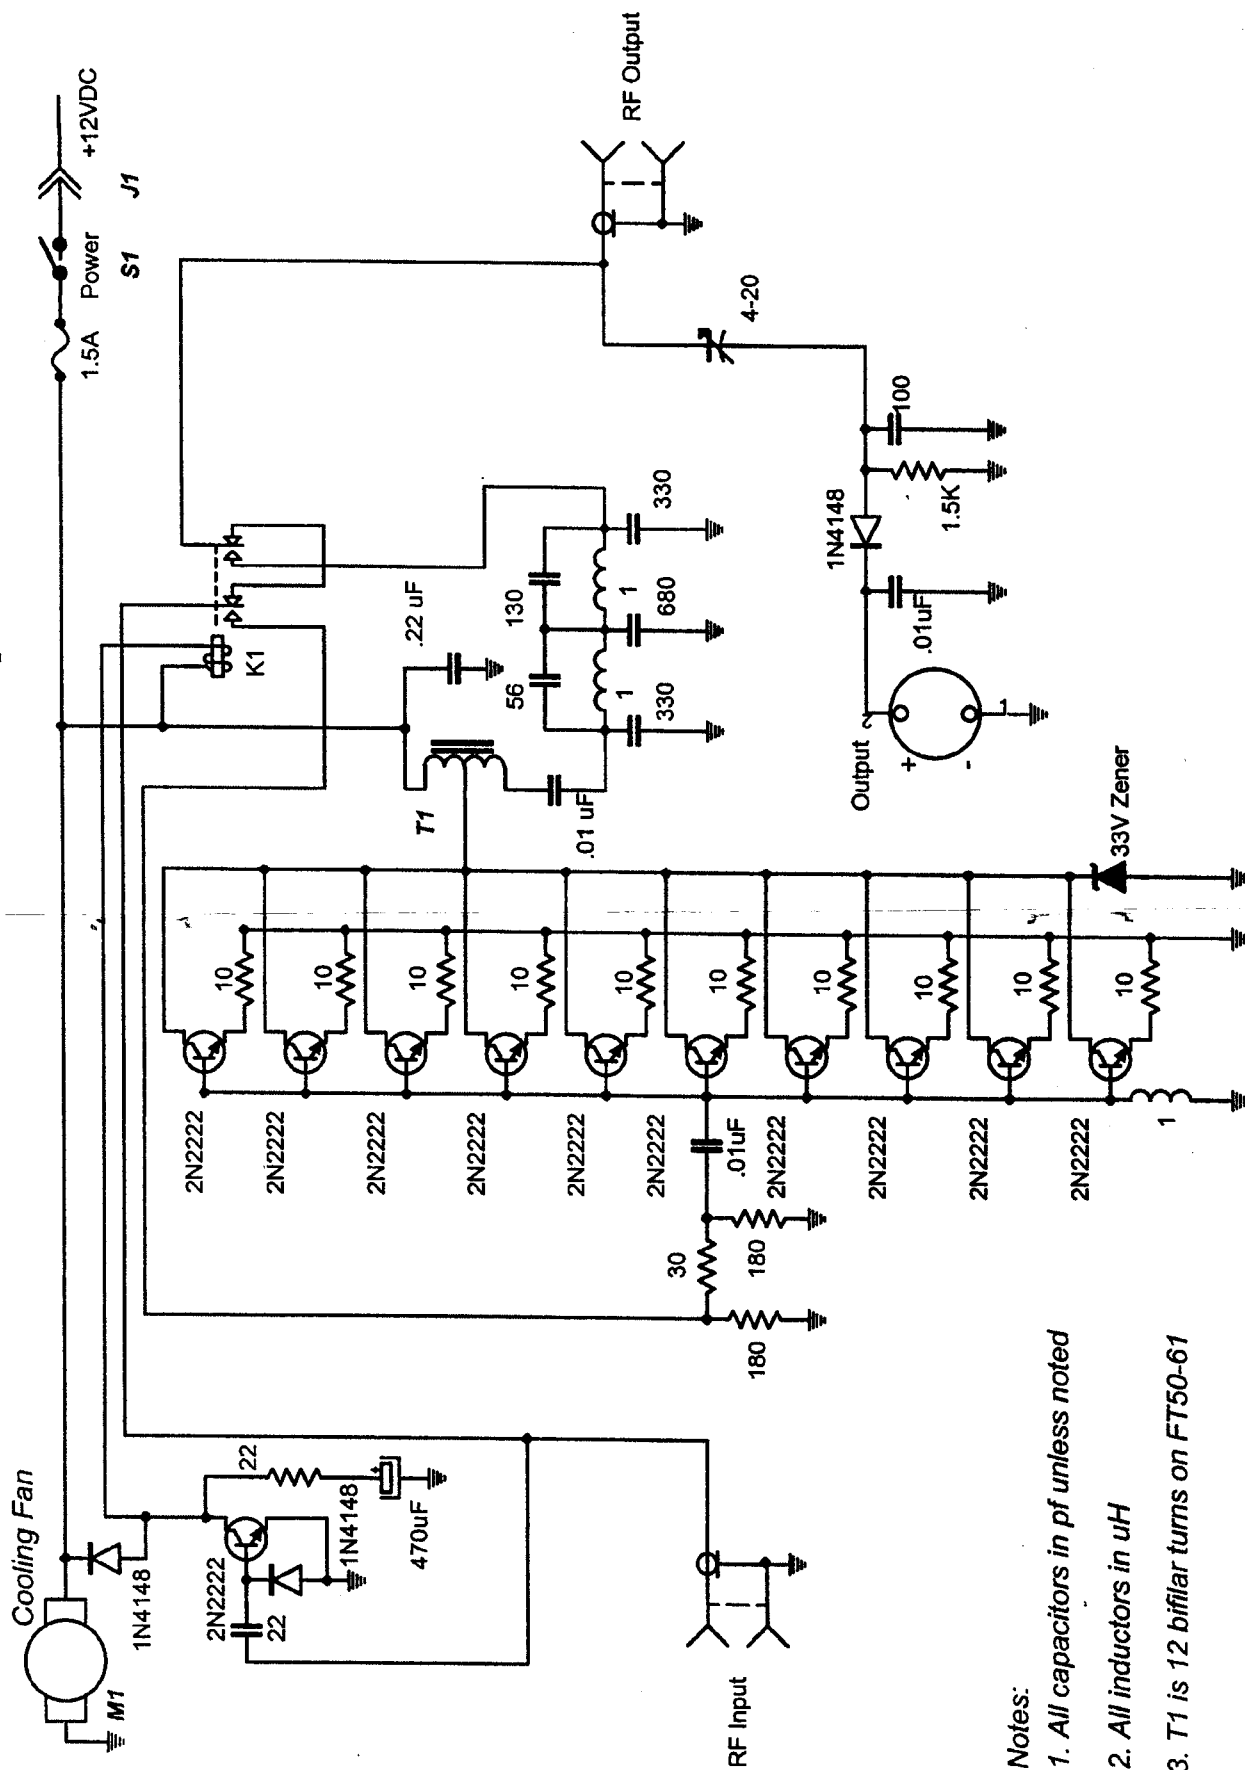 Cooling Fan
M1
1N4148
2N2222
22
22
1N4148
470uF
RF Input
1.5A
Power
S1
J1
+12VDC
K1
.22 uF
T1
.01 uF
56
130
1
1
330
680
330
RF Output
4-20
100
1.5K
1N4148
.01uF
Output
2
+
-
1
33V Zener
10
10
10
10
10
10
10
10
10
10
2N2222
2N2222
2N2222
2N2222
2N2222
2N2222
2N2222
2N2222
2N2222
2N2222
.01uF
30
180
180
1
Notes:
1. All capacitors in pf unless noted
2. All inductors in uH
3. T1 is 12 bifilar turns on FT50-61